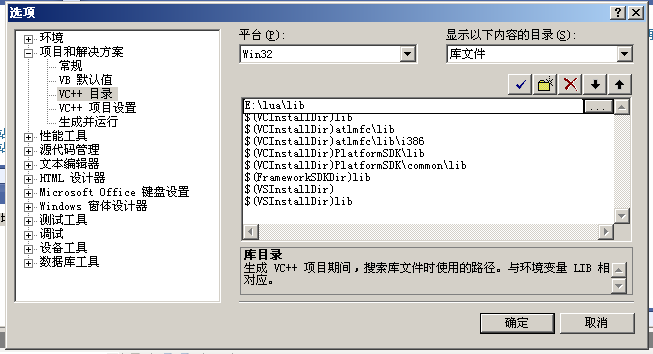 选项
平台(P):
显示以下内容的目录(S):
Win32
库文件
环境
项目和解决方案
常规
VB 默认值
VC++ 目录
VC++ 项目设置
生成并运行
性能工具
源代码管理
文本编辑器
HTML 设计器
Microsoft Office 键盘设置
Windows 窗体设计器
测试工具
调试
设备工具
数据库工具
E:\lua\lib
...
$(VCInstallDir)lib
$(VCInstallDir)atlmfc\lib
$(VCInstallDir)atlmfc\lib\i386
$(VCInstallDir)PlatformSDK\lib
$(VCInstallDir)PlatformSDK\common\lib
$(FrameworkSDKDir)lib
$(VSInstallDir)
$(VSInstallDir)lib
库目录
生成 VC++ 项目期间，搜索库文件时使用的路径。与环境变量 LIB 相
对应。
确定
取消